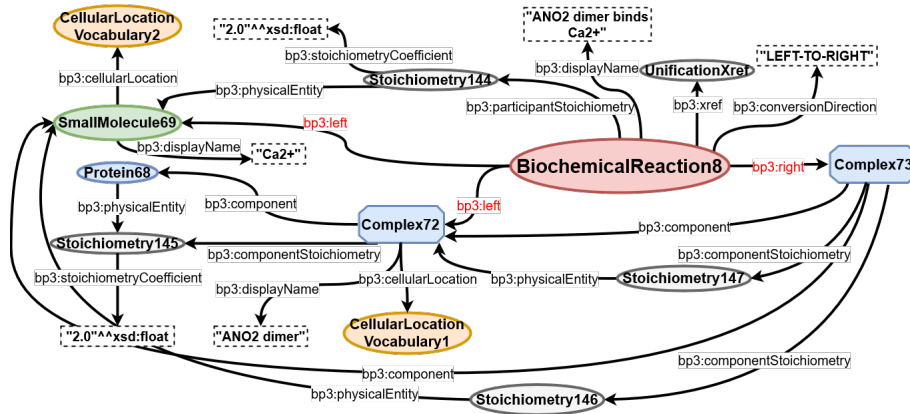 CellularLocation
Vocabulary2
"2.0"^^xsd:float
"ANO2 dimer binds
Ca2+"
bp3:stoichiometryCoefficient
bp3:displayName
"LEFT-TO-RIGHT"
bp3:cellularLocation
Stoichiometry144
UnificationXref
bp3:physicalEntity
bp3:participantStoichiometry
bp3:xref
bp3:conversionDirection
SmallMolecule69
bp3:left
bp3:displayName
"Ca2+"
BiochemicalReaction8
bp3:right
Complex73
Protein68
bp3:physicalEntity
bp3:component
bp3:left
Complex72
bp3:component
Stoichiometry145
bp3:componentStoichiometry
bp3:componentStoichiometry
bp3:stoichiometryCoefficient
bp3:displayName
bp3:cellularLocation
bp3:physicalEntity
Stoichiometry147
"2.0"^^xsd:float
"ANO2 dimer"
CellularLocation
Vocabulary1
bp3:componentStoichiometry
bp3:component
bp3:physicalEntity
Stoichiometry146